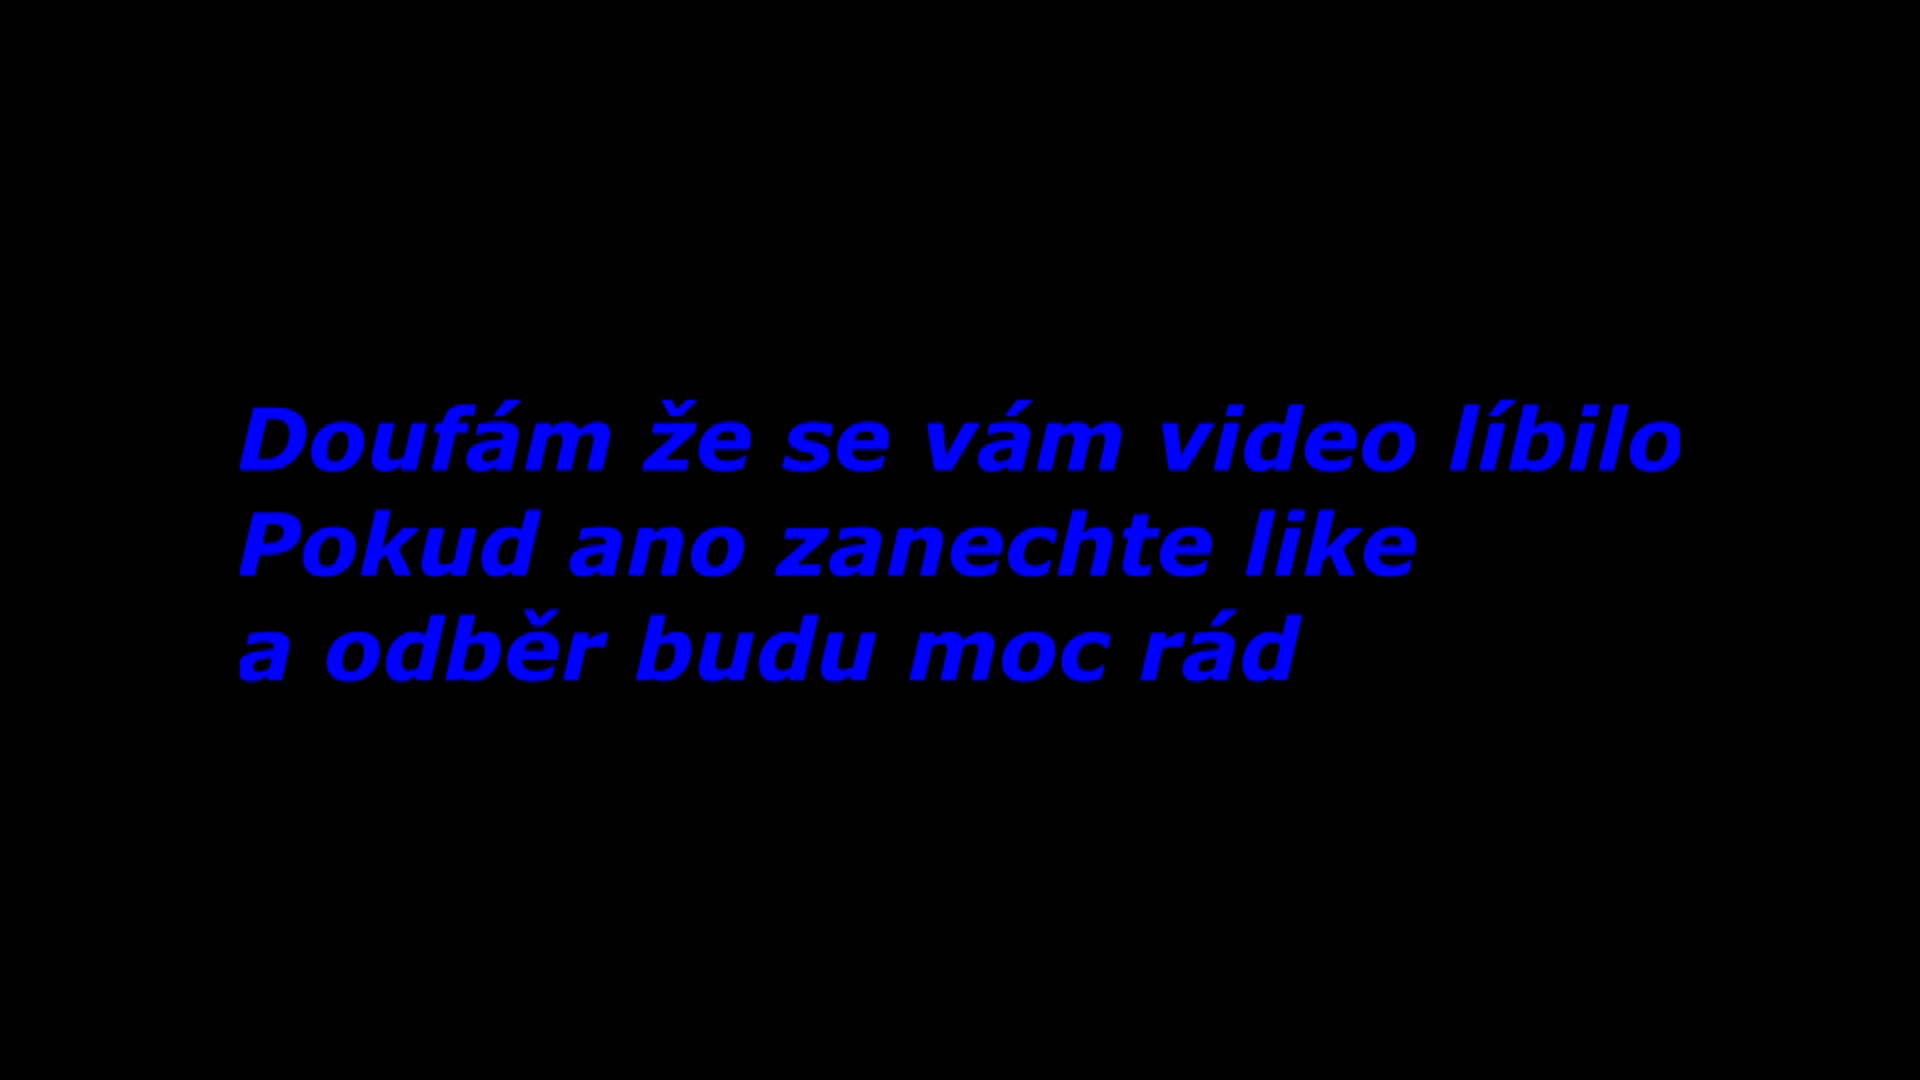 Doufám že se vám video líbilo
Pokud ano zanechte like
a odběr budu moc rád